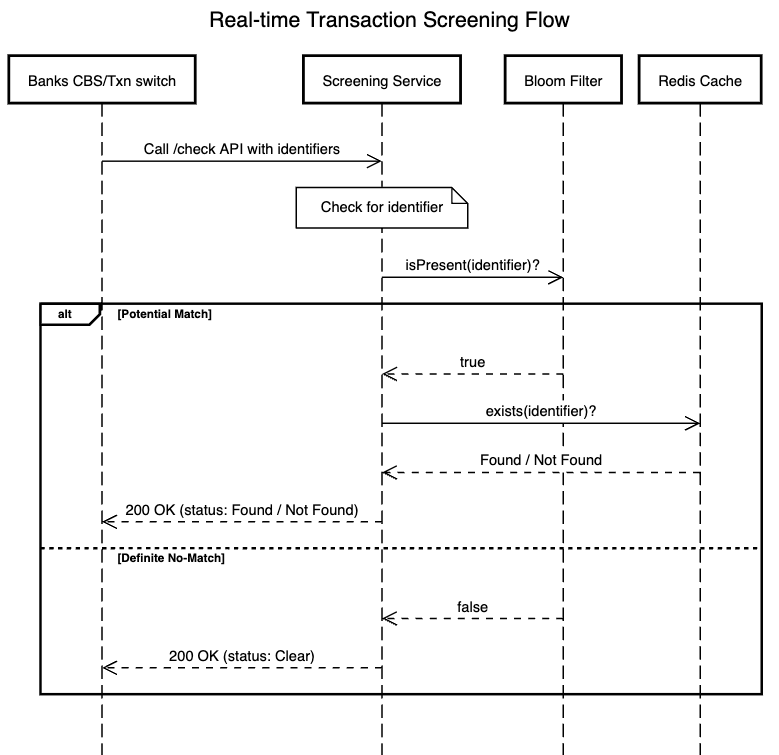 Real-time Transaction Screening Flow
Banks CBS/Txn switch
Screening Service
Bloom Filter
Redis Cache
Call /check API with identifiers
Check for identifier
isPresent(identifier)?
alt
[Potential Match]
true
exists(identifier)?
Found / Not Found
200 OK (status: Found / Not Found)
[Definite No-Match]
false
200 OK (status: Clear)